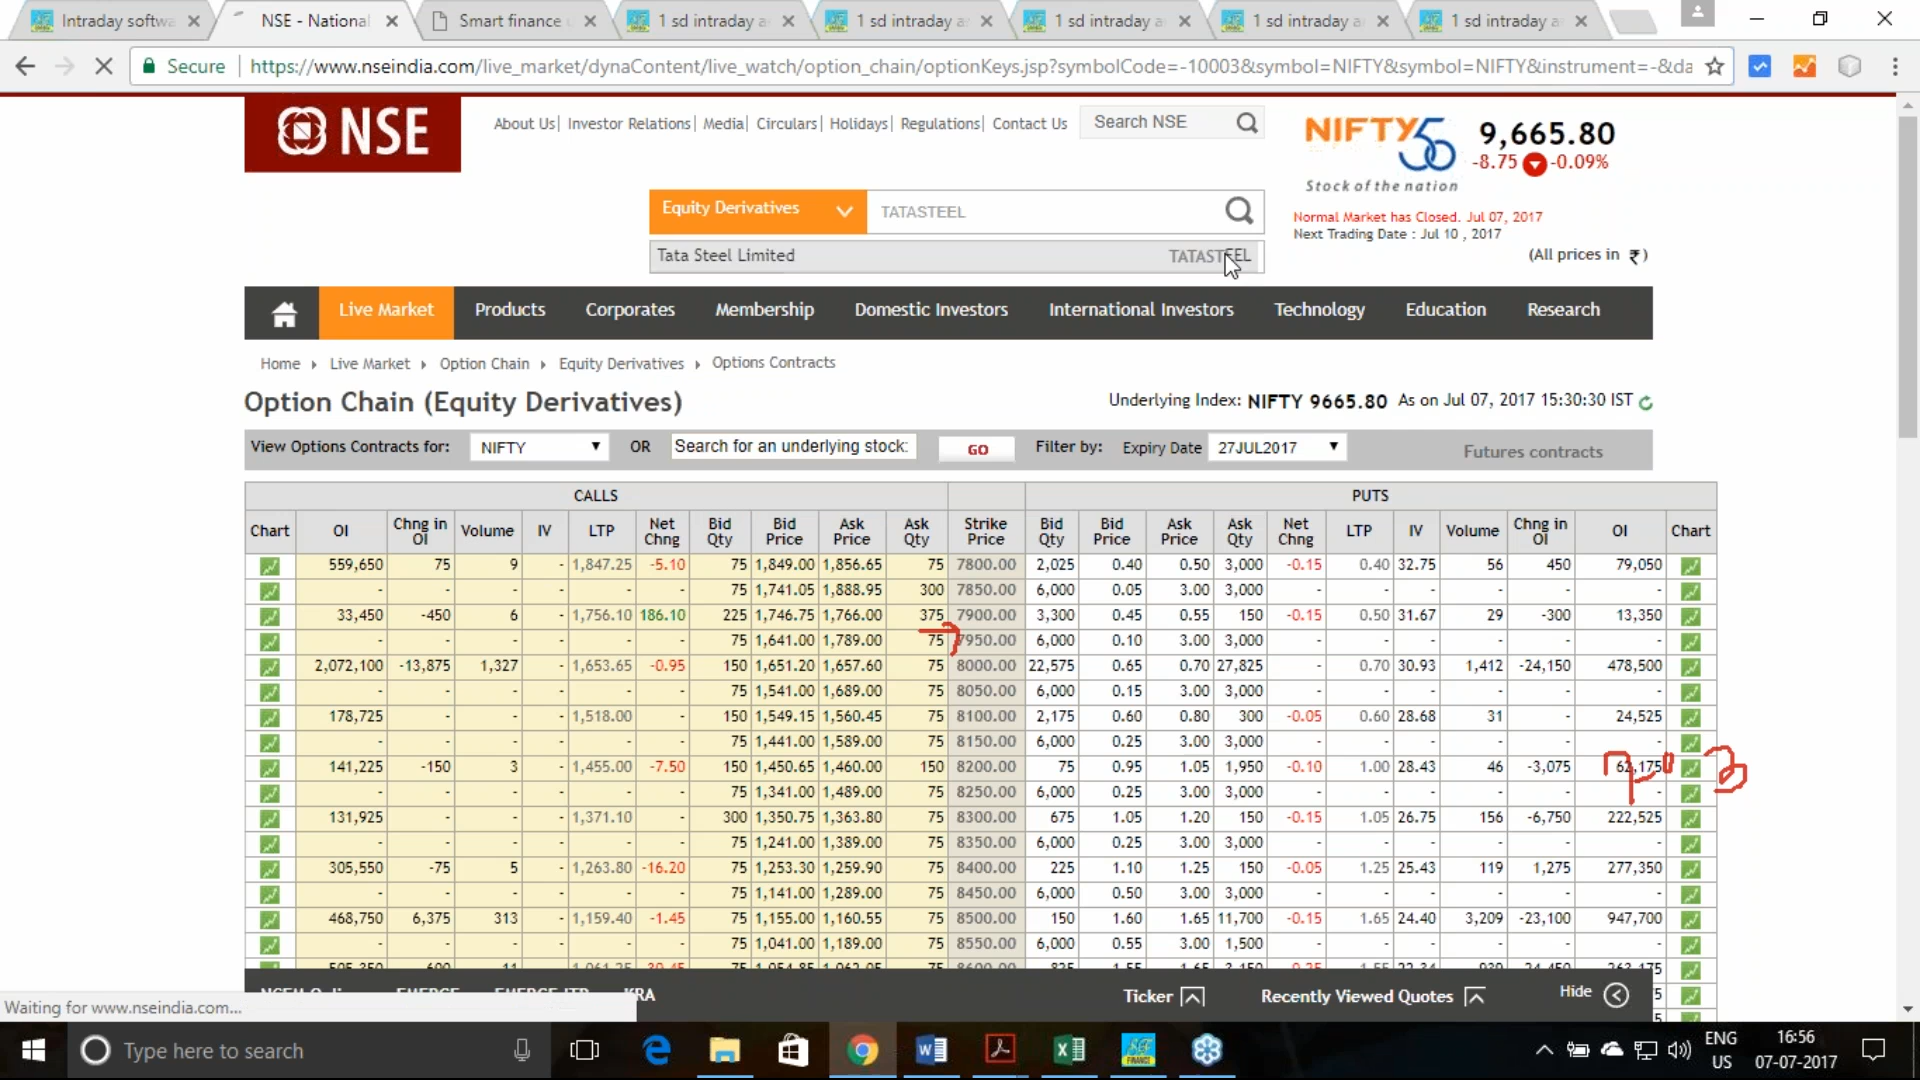 Intraday softwa
NSE - National
Smart finance
1 sd intraday a
1 sd intraday a
1 sd intraday a
1 sd intraday a
1 sd intraday a
Secure https://www.nseindia.com/live_market/dynaContent/live_watch/option_chain/optionKeys.jsp?symbolCode=-10003&symbol=NIFTY&symbol=NIFTY&instrument=-&da
NSE
About Us| Investor Relations| Media| Circulars| Holidays| Regulations| Contact Us
Search NSE
NIFTY50 9,665.80
-8.75 -0.09%
Stock of the nation
Equity Derivatives TATASTEEL
Normal Market has Closed. Jul 07, 2017
Next Trading Date : Jul 10 , 2017
Tata Steel Limited TATASTEEL
(All prices in ₹)
Live Market Products Corporates Membership Domestic Investors International Investors Technology Education Research
Home Live Market Option Chain Equity Derivatives Options Contracts
Option Chain (Equity Derivatives)
Underlying Index: NIFTY 9665.80 As on Jul 07, 2017 15:30:30 IST
View Options Contracts for: NIFTY OR Search for an underlying stock: GO Filter by: Expiry Date 27JUL2017 Futures contracts
CALLS PUTS
Chart OI Chng in OI Volume IV LTP Net Chng Bid Qty Bid Price Ask Price Ask Qty Strike Price Bid Qty Bid Price Ask Price Ask Qty Net Chng LTP IV Volume Chng in OI OI Chart
559,650 75 9 - 1,847.25 -5.10 75 1,849.00 1,856.65 75 7800.00 2,025 0.40 0.50 3,000 -0.15 0.40 32.75 56 450 79,050
- - - - - - 75 1,741.05 1,888.95 300 7850.00 6,000 0.05 3.00 3,000 - - - - - -
33,450 -450 6 - 1,756.10 186.10 225 1,746.75 1,766.00 375 7900.00 3,300 0.45 0.55 150 -0.15 0.50 31.67 29 -300 13,350
- - - - - - 75 1,641.00 1,789.00 75 7950.00 6,000 0.10 3.00 3,000 - - - - - -
2,072,100 -13,875 1,327 - 1,653.65 -0.95 150 1,651.20 1,657.60 75 8000.00 22,575 0.65 0.70 27,825 - 0.70 30.93 1,412 -24,150 478,500
- - - - - - 75 1,541.00 1,689.00 75 8050.00 6,000 0.15 3.00 3,000 - - - - - -
178,725 - - - 1,518.00 - 150 1,549.15 1,560.45 75 8100.00 2,175 0.60 0.80 300 -0.05 0.60 28.68 31 - 24,525
- - - - - - 75 1,441.00 1,589.00 75 8150.00 6,000 0.25 3.00 3,000 - - - - - -
141,225 -150 3 - 1,455.00 -7.50 150 1,450.65 1,460.00 150 8200.00 75 0.95 1.05 1,950 -0.10 1.00 28.43 46 -3,075 62,175
- - - - - - 75 1,341.00 1,489.00 75 8250.00 6,000 0.25 3.00 3,000 - - - - - -
131,925 - - - 1,371.10 - 300 1,350.75 1,363.80 75 8300.00 675 1.05 1.20 150 -0.15 1.05 26.75 156 -6,750 222,525
- - - - - - 75 1,241.00 1,389.00 75 8350.00 6,000 0.25 3.00 3,000 - - - - - -
305,550 -75 5 - 1,263.80 -16.20 75 1,253.30 1,259.90 75 8400.00 225 1.10 1.25 150 -0.05 1.25 25.43 119 1,275 277,350
- - - - - - 75 1,141.00 1,289.00 75 8450.00 6,000 0.50 3.00 3,000 - - - - - -
468,750 6,375 313 - 1,159.40 -1.45 75 1,155.00 1,160.55 75 8500.00 150 1.60 1.65 11,700 -0.15 1.65 24.40 3,209 -23,100 947,700
- - - - - - 75 1,041.00 1,189.00 75 8550.00 6,000 0.55 3.00 1,500 - - - - - -
Ticker Recently Viewed Quotes Hide
Waiting for www.nseindia.com...
Type here to search
ENG
US
16:56
07-07-2017